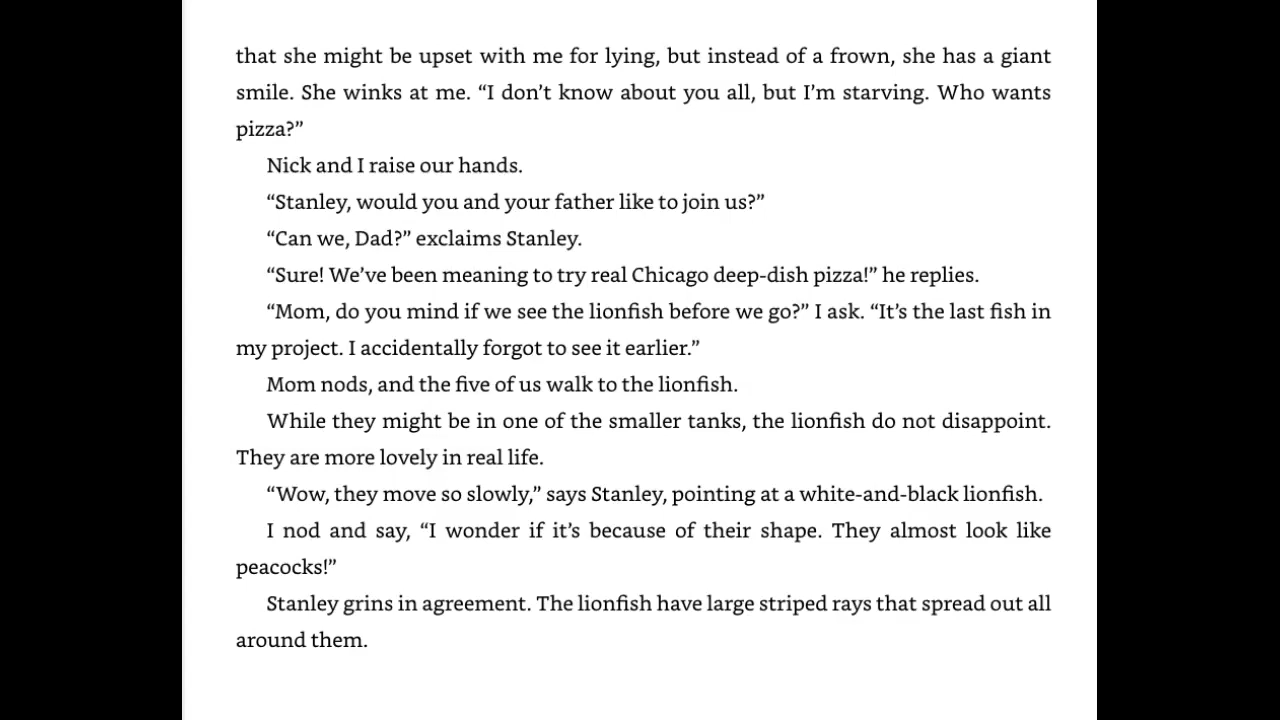 that she might be upset with me for lying, but instead of a frown, she has a giant
smile. She winks at me. “I don’t know about you all, but I’m starving. Who wants
pizza?”
Nick and I raise our hands.
“Stanley, would you and your father like to join us?”
“Can we, Dad?” exclaims Stanley.
“Sure! We’ve been meaning to try real Chicago deep-dish pizza!” he replies.
“Mom, do you mind if we see the lionfish before we go?” I ask. “It’s the last fish in
my project. I accidentally forgot to see it earlier.”
Mom nods, and the five of us walk to the lionfish.
While they might be in one of the smaller tanks, the lionfish do not disappoint.
They are more lovely in real life.
“Wow, they move so slowly,” says Stanley, pointing at a white-and-black lionfish.
I nod and say, “I wonder if it’s because of their shape. They almost look like
peacocks!”
Stanley grins in agreement. The lionfish have large striped rays that spread out all
around them.